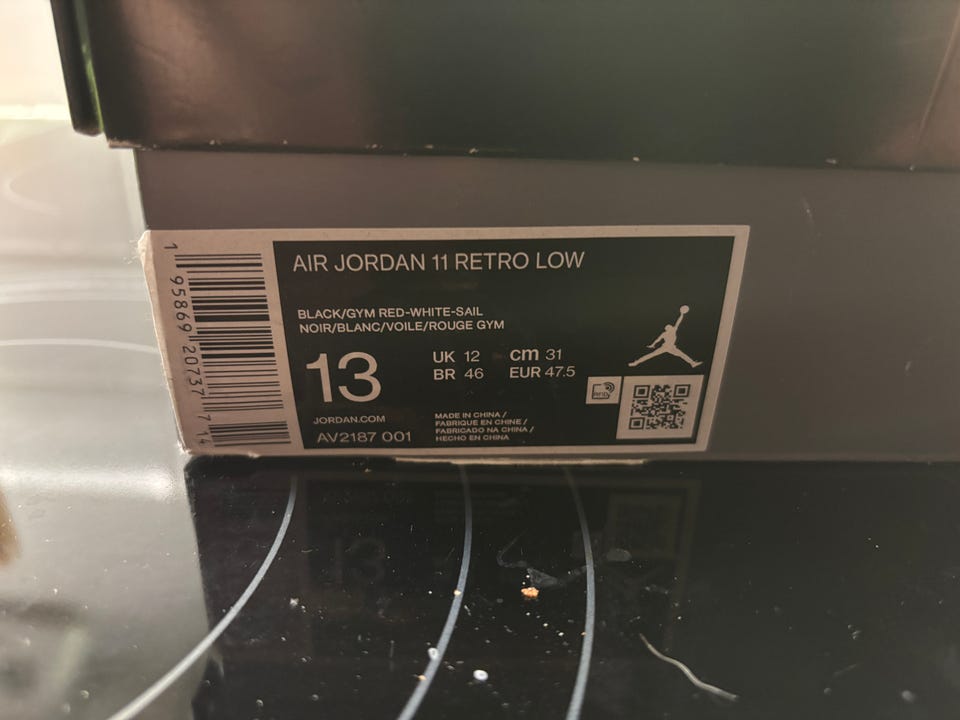 1 95869 20737 7 14
AIR JORDAN 11 RETRO LOW
BLACK/GYM RED-WHITE-SAIL
NOIR/BLANC/VOILE/ROUGE GYM
13
UK 12 cm 31
BR 46 EUR 47.5
JORDAN.COM
AV2187 001
MADE IN CHINA /
FABRIQUE EN CHINE /
FABRICADO NA CHINA /
HECHO EN CHINA